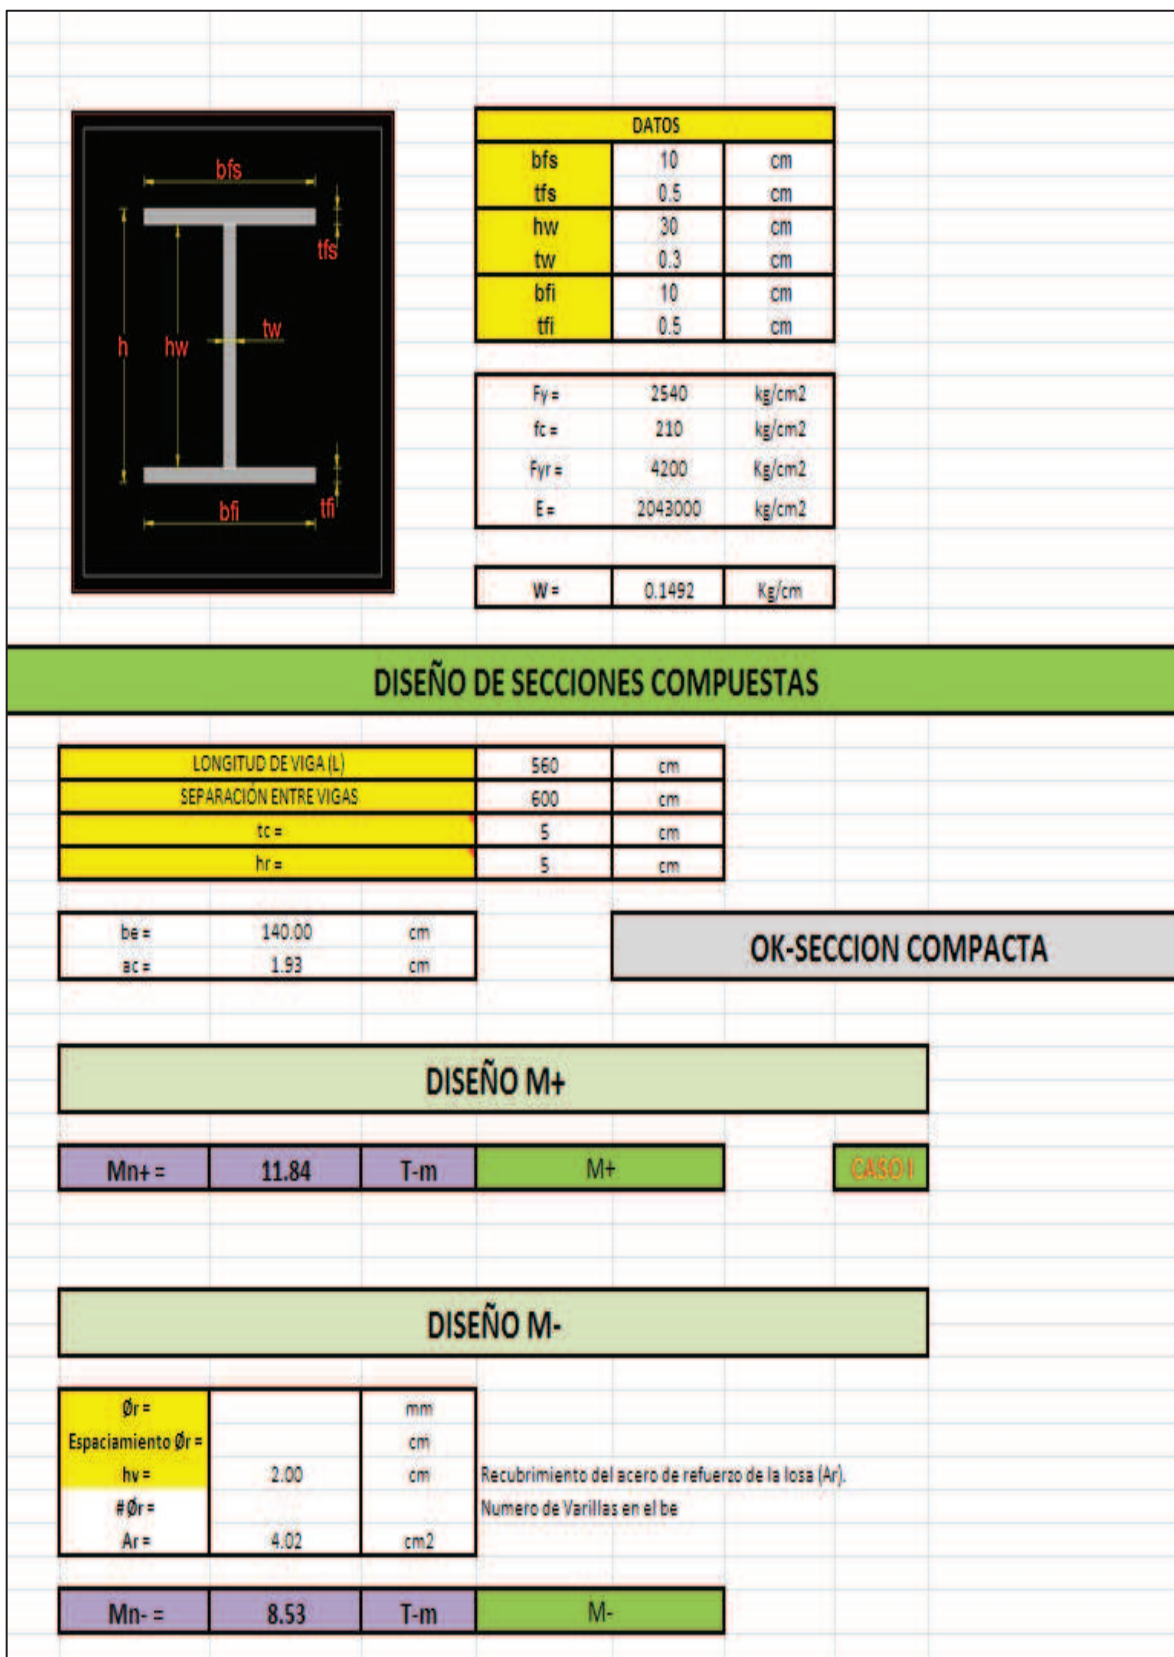 bfs
tfs
h hw tw
bfi tfi
DATOS
bfs 10 cm
tfs 0.5 cm
hw 30 cm
tw 0.3 cm
bfi 10 cm
tfi 0.5 cm
Fy = 2540 kg/cm2
fc = 210 kg/cm2
Fyr = 4200 Kg/cm2
E = 2043000 kg/cm2
W = 0.1492 Kg/cm
DISEÑO DE SECCIONES COMPUESTAS
LONGITUD DE VIGA (L) 560 cm
SEPARACIÓN ENTRE VIGAS 600 cm
tc = 5 cm
hr = 5 cm
be = 140.00 cm
ac = 1.93 cm
OK-SECCION COMPACTA
DISEÑO M+
Mn+ = 11.84 T-m M+ CASO I
DISEÑO M-
Ør = mm
Espaciamiento Ør = cm
hv = 2.00 cm Recubrimiento del acero de refuerzo de la losa (Ar).
#Ør = Numero de Varillas en el be
Ar = 4.02 cm2
Mn- = 8.53 T-m M-